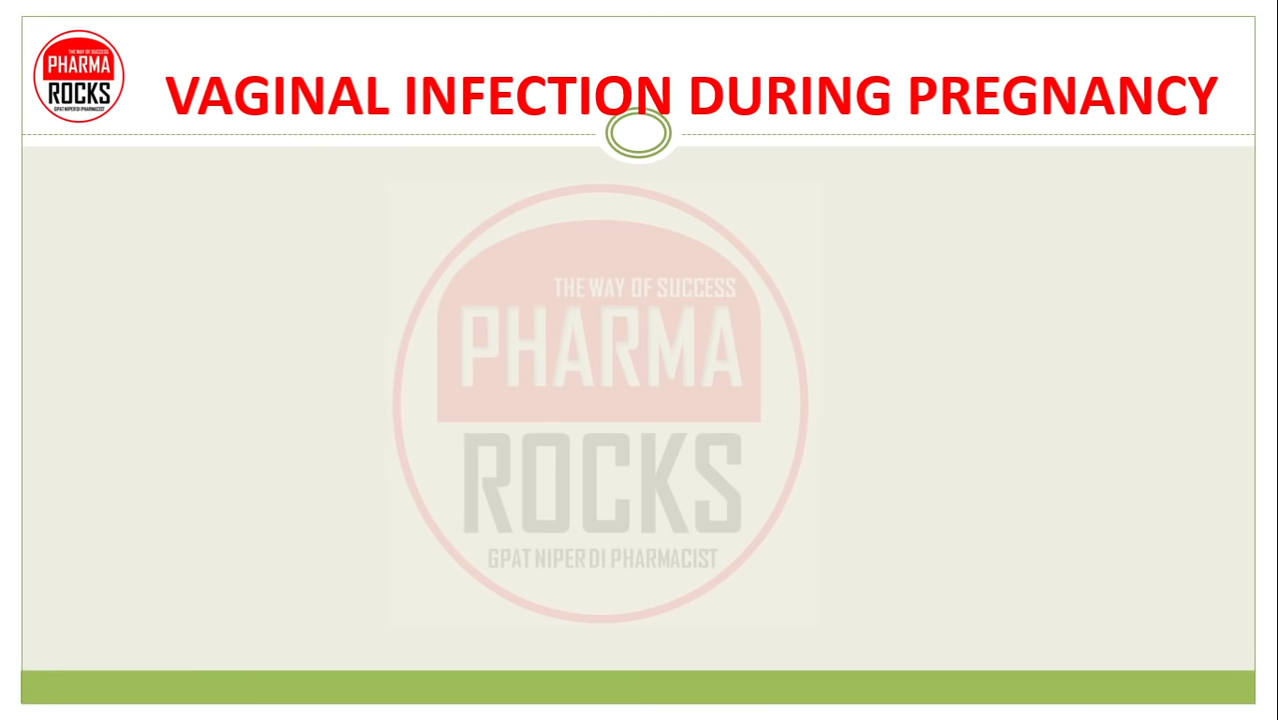 THE WAY OF SUCCESS
PHARMA
ROCKS
GPAT NIPER DI PHARMACIST
VAGINAL INFECTION DURING PREGNANCY
THE WAY OF SUCCESS
PHARMA
ROCKS
GPAT NIPER DI PHARMACIST